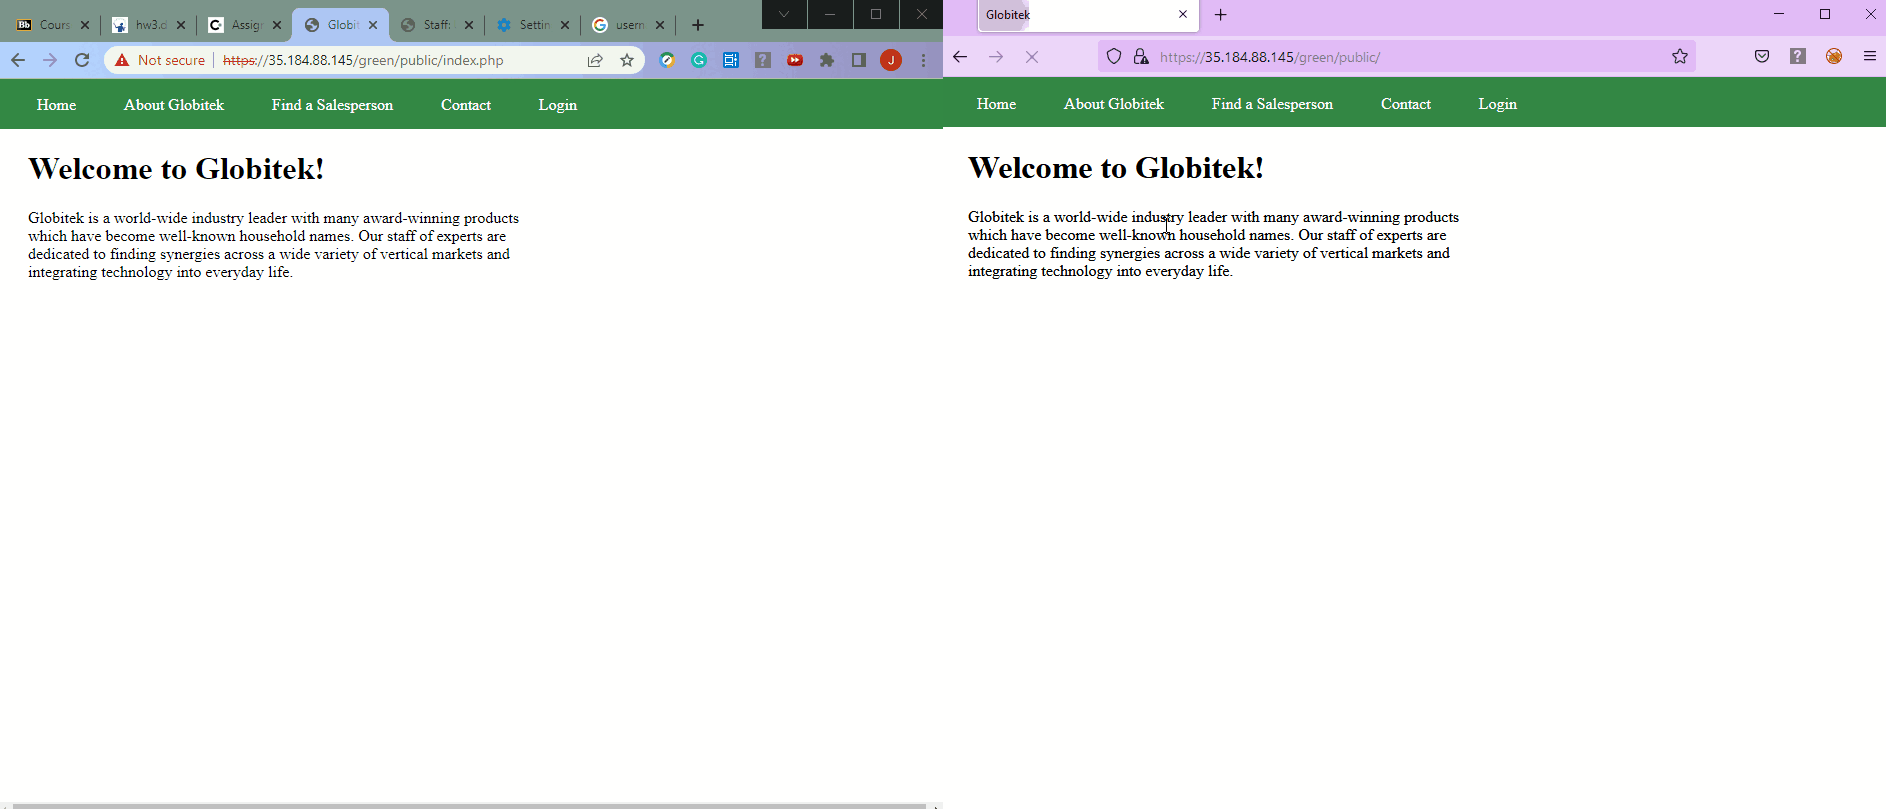 Bb Cours
hw3.d
C Assign
Globit
Staff:
Settin
G usern
Not secure | https://35.184.88.145/green/public/index.php
J
Home About Globitek Find a Salesperson Contact Login
Welcome to Globitek!
Globitek is a world-wide industry leader with many award-winning products
which have become well-known household names. Our staff of experts are
dedicated to finding synergies across a wide variety of vertical markets and
integrating technology into everyday life.
Globitek
https://35.184.88.145/green/public/
Home About Globitek Find a Salesperson Contact Login
Welcome to Globitek!
Globitek is a world-wide industry leader with many award-winning products
which have become well-known household names. Our staff of experts are
dedicated to finding synergies across a wide variety of vertical markets and
integrating technology into everyday life.